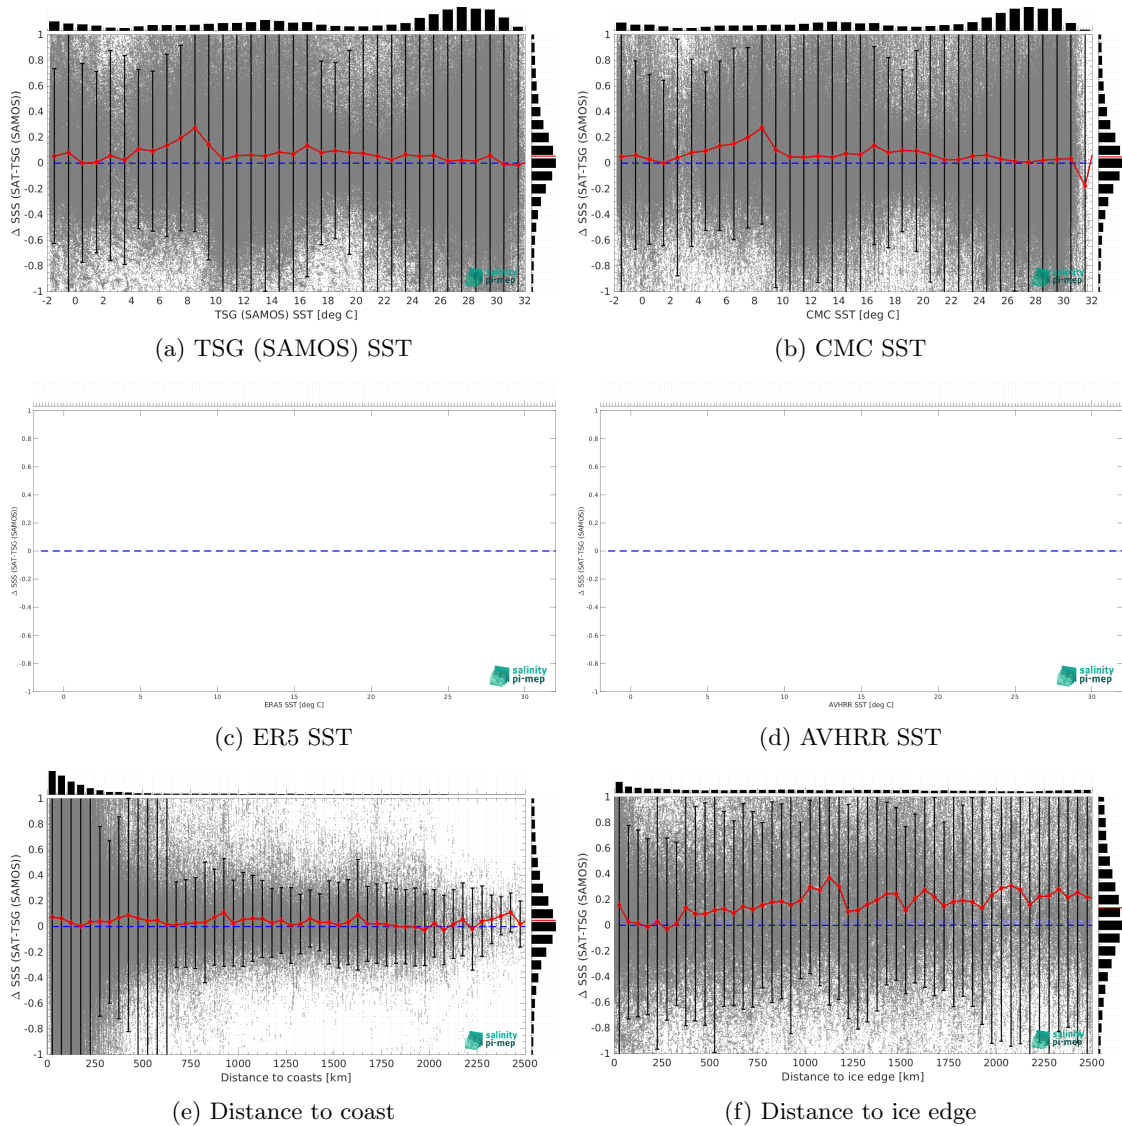 1
0.8
0.6
0.4
0.2
0
-0.2
-0.4
-0.6
-0.8
-1
Δ SSS (SAT-TSG (SAMOS))
-2 0 2 4 6 8 10 12 14 16 18 20 22 24 26 28 30 32
TSG (SAMOS) SST [deg C]
salinity
pi-mep
(a) TSG (SAMOS) SST
1
0.8
0.6
0.4
0.2
0
-0.2
-0.4
-0.6
-0.8
-1
Δ SSS (SAT-TSG (SAMOS))
-2 0 2 4 6 8 10 12 14 16 18 20 22 24 26 28 30 32
CMC SST [deg C]
salinity
pi-mep
(b) CMC SST
1
0.8
0.6
0.4
0.2
0
-0.2
-0.4
-0.6
-0.8
-1
Δ SSS (SAT-TSG (SAMOS))
0 5 10 15 20 25 30
ERA5 SST [deg C]
salinity
pi-mep
(c) ER5 SST
1
0.8
0.6
0.4
0.2
0
-0.2
-0.4
-0.6
-0.8
-1
Δ SSS (SAT-TSG (SAMOS))
0 5 10 15 20 25 30
AVHRR SST [deg C]
salinity
pi-mep
(d) AVHRR SST
1
0.8
0.6
0.4
0.2
0
-0.2
-0.4
-0.6
-0.8
-1
Δ SSS (SAT-TSG (SAMOS))
0 250 500 750 1000 1250 1500 1750 2000 2250 2500
Distance to coasts [km]
salinity
pi-mep
(e) Distance to coast
1
0.8
0.6
0.4
0.2
0
-0.2
-0.4
-0.6
-0.8
-1
Δ SSS (SAT-TSG (SAMOS))
0 250 500 750 1000 1250 1500 1750 2000 2250 2500
Distance to ice edge [km]
salinity
pi-mep
(f) Distance to ice edge